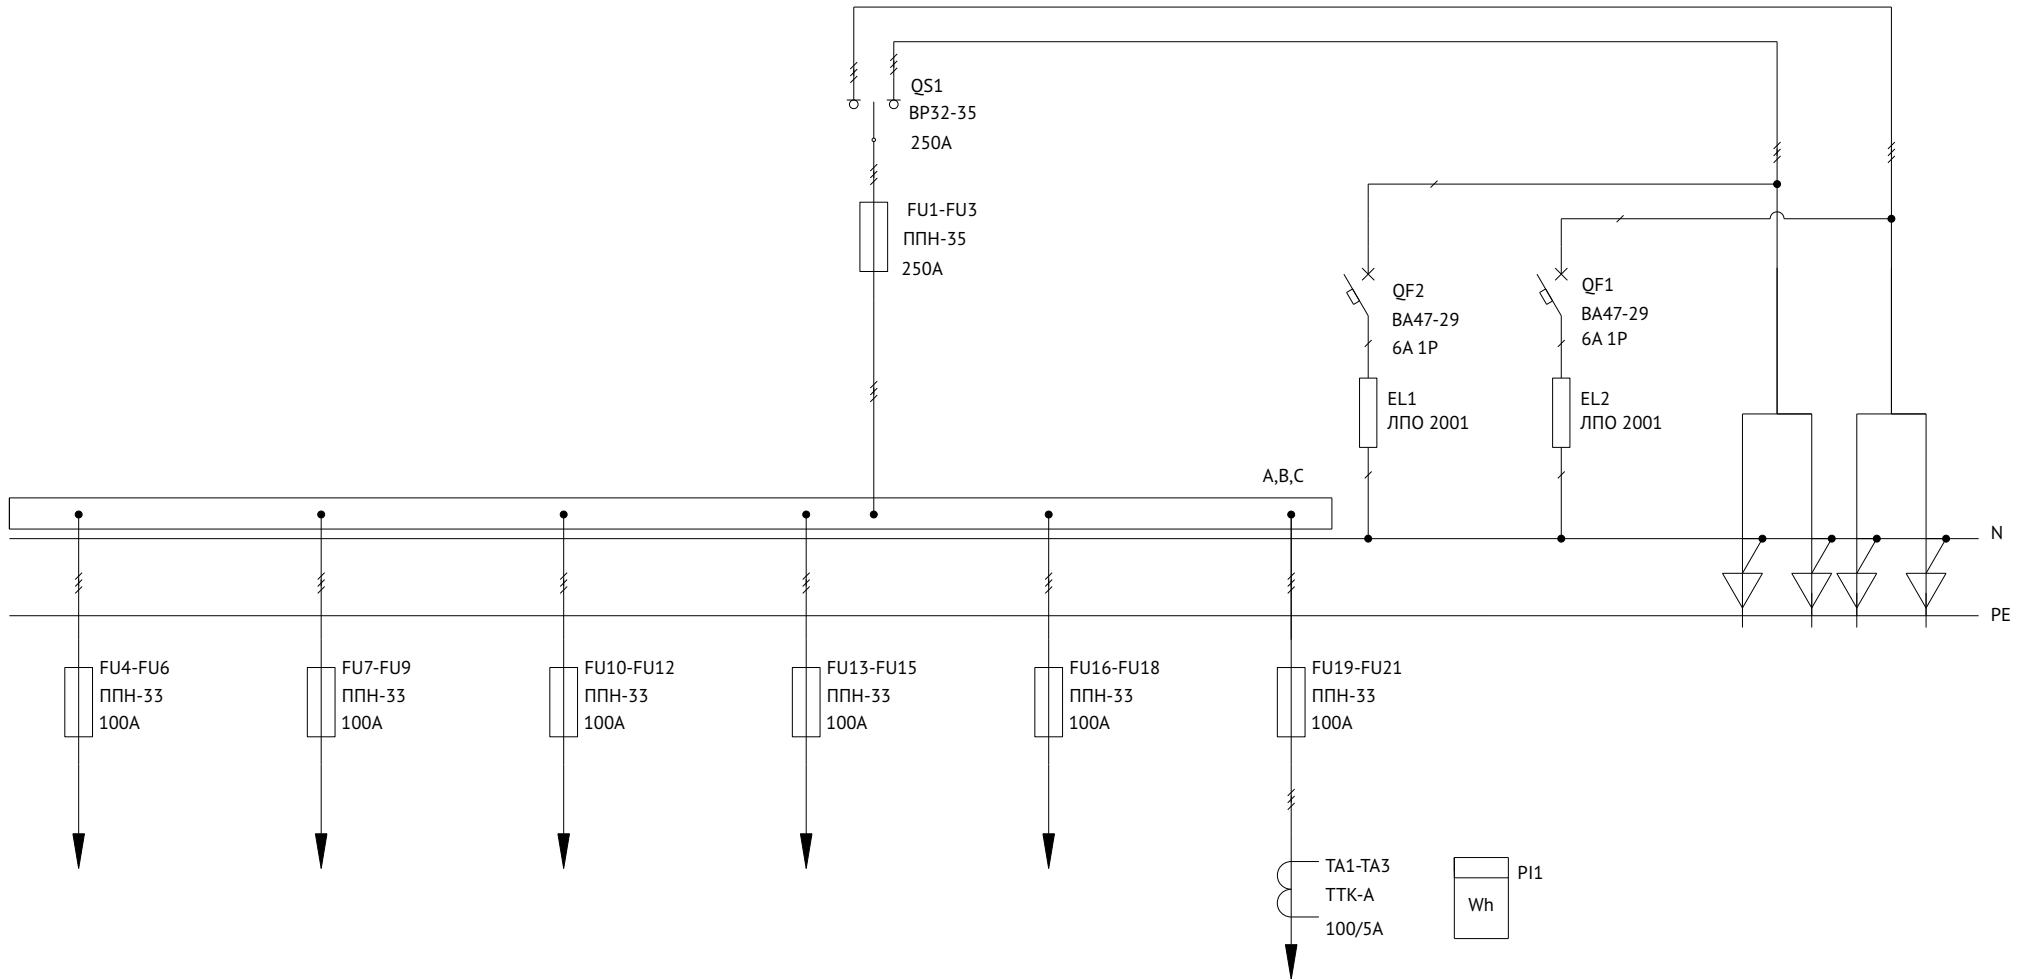 QS1
ВР32-35
250А
FU1-FU3
ППН-35
250А
QF2
ВА47-29
6А 1Р
QF1
ВА47-29
6А 1Р
EL1
ЛПО 2001
EL2
ЛПО 2001
A,B,C
N
PE
FU4-FU6
ППН-33
100А
FU7-FU9
ППН-33
100А
FU10-FU12
ППН-33
100А
FU13-FU15
ППН-33
100А
FU16-FU18
ППН-33
100А
FU19-FU21
ППН-33
100А
ТА1-ТА3
ТТК-А
100/5А
PI1
Wh